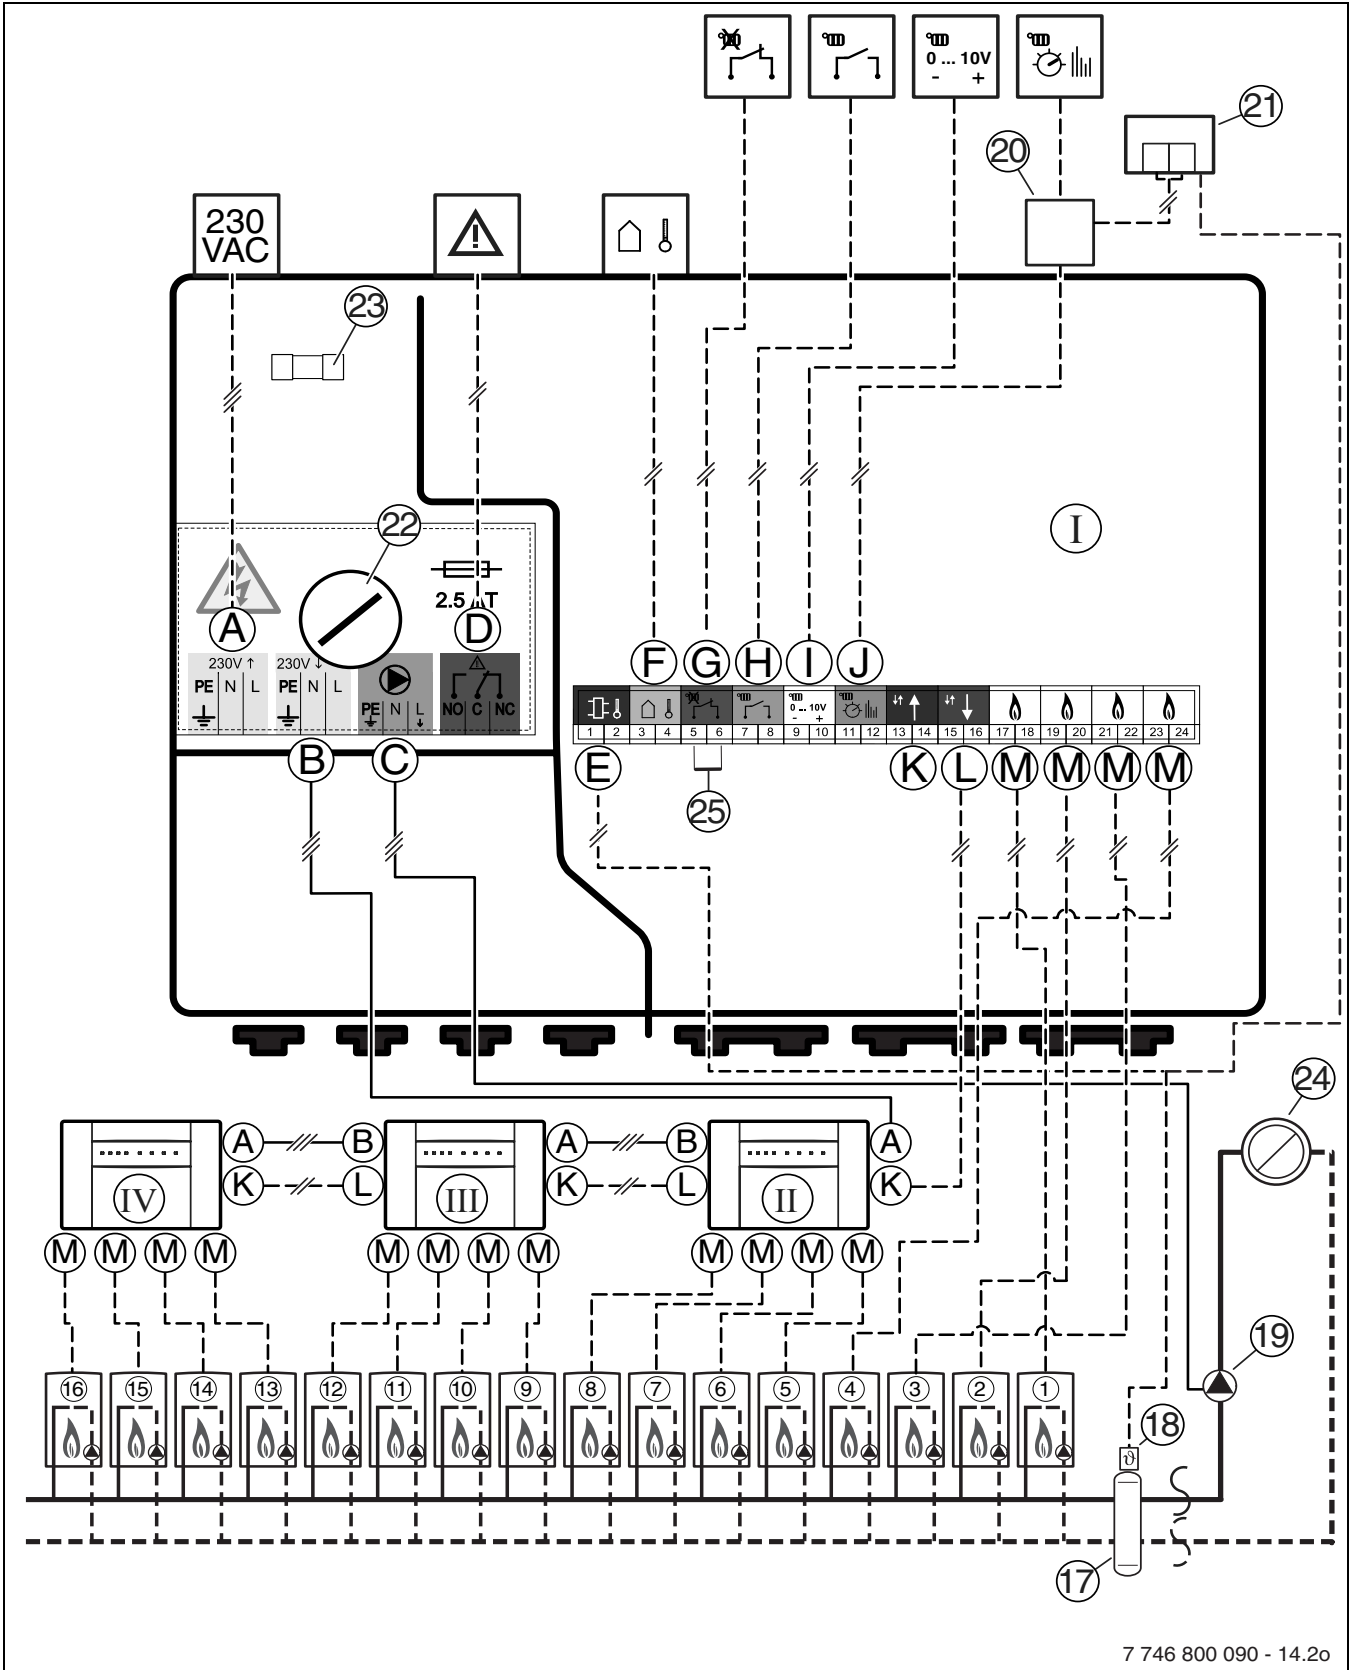 0 ... 10V
- +
21
20
230
VAC
23
I
22
2.5 AT
A
D
F G H I J
230V ↑
230V ↓
PE N L
PE N L
PE N L
NO C NC
0 ... 10V
- +
1 2 3 4 5 6 7 8 9 10 11 12 13 14 15 16 17 18 19 20 21 22 23 24
B C
E
K L M M M M
25
24
A B A B A
K L K L K
IV III II
M M M M M M M M M M M M
19
16 15 14 13 12 11 10 9 8 7 6 5 4 3 2 1
18
ϑ
17
7 746 800 090 - 14.2o